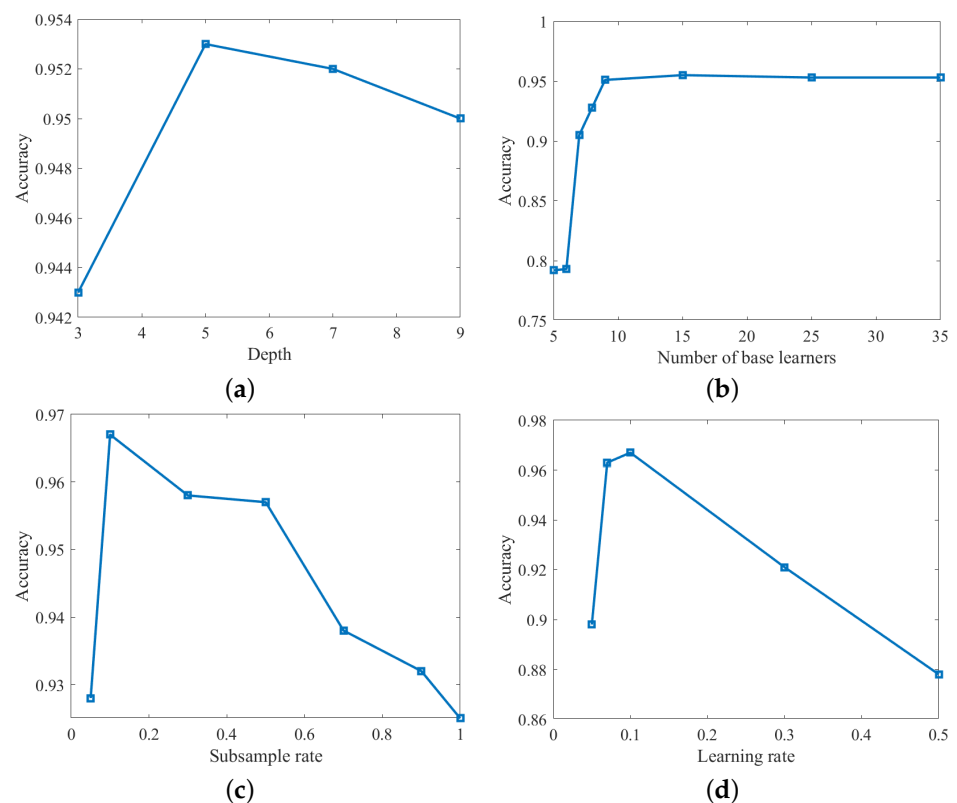 0.954
0.952
0.95
0.948
0.946
0.944
0.942
Accuracy
3 4 5 6 7 8 9
Depth
(a)
1
0.95
0.9
0.85
0.8
0.75
Accuracy
5 10 15 20 25 30 35
Number of base learners
(b)
0.97
0.96
0.95
0.94
0.93
Accuracy
0 0.2 0.4 0.6 0.8 1
Subsample rate
(c)
0.98
0.96
0.94
0.92
0.9
0.88
0.86
Accuracy
0 0.1 0.2 0.3 0.4 0.5
Learning rate
(d)